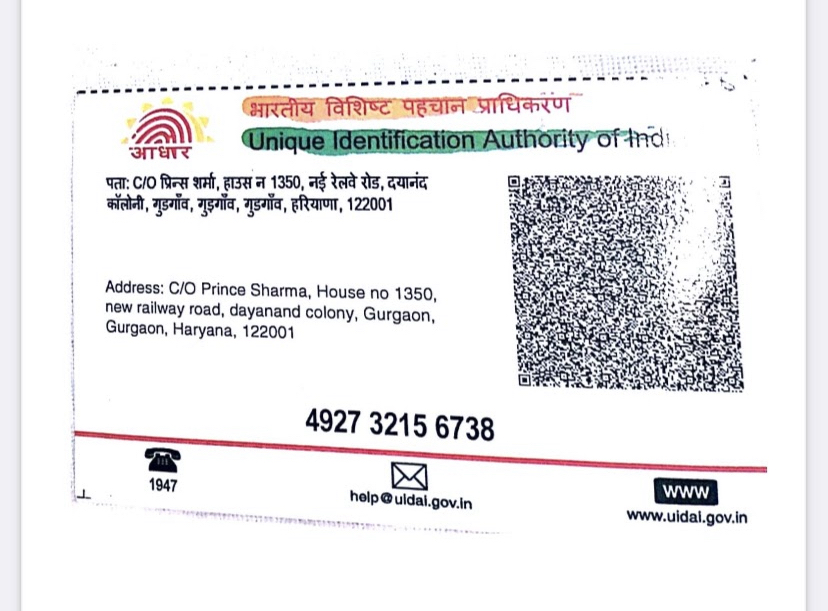 भारतीय विशिष्ट पहचान प्राधिकरण
Unique Identification Authority of
आधार
पता: C/O प्रिन्स शर्मा, हाउस न 1350, नई रेलवे रोड, दयानंद
कॉलोनी, गुडगाँव, गुड़गाँव, गुडगाँव, हरियाणा, 122001
Address: C/O Prince Sharma, House no 1350,
new railway road, dayanand colony, Gurgaon,
Gurgaon, Haryana, 122001
4927 3215 6738
1947
help@uidai.gov.in
www
www.uidai.gov.in